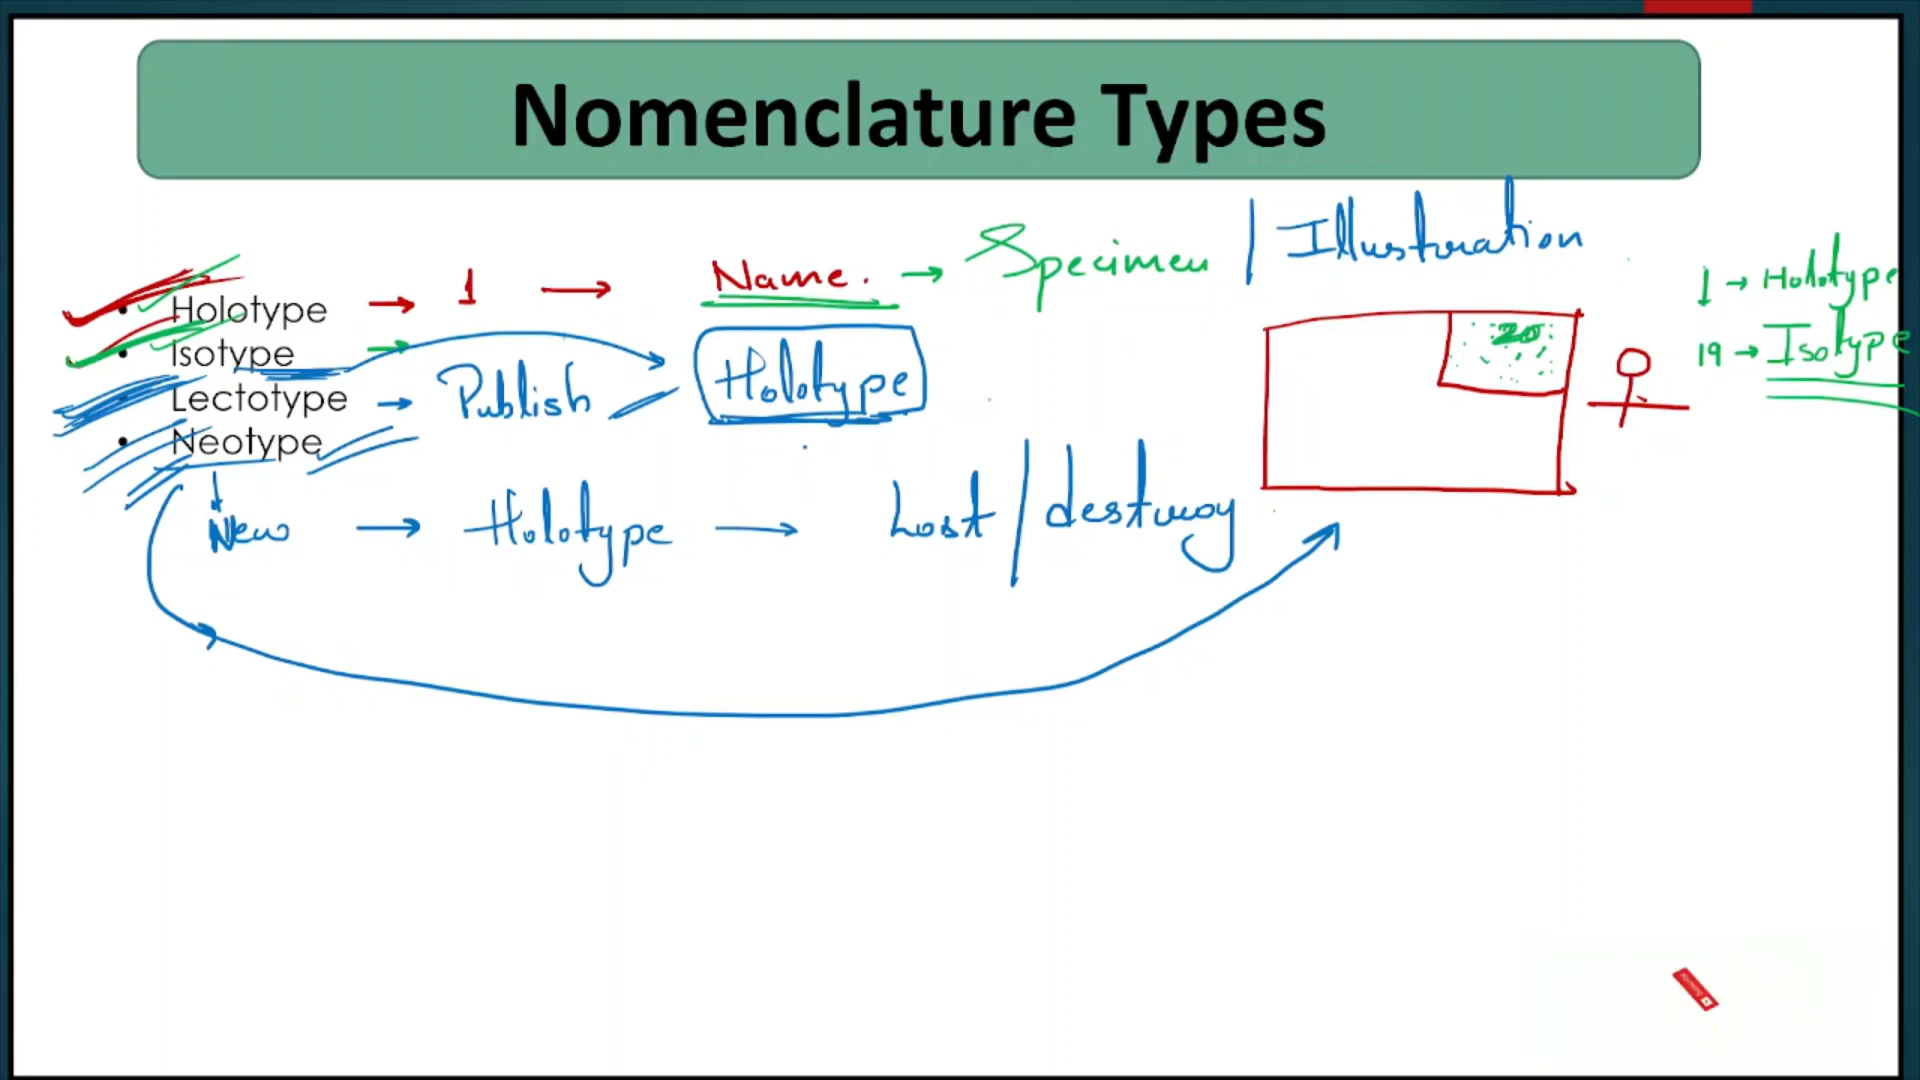 Nomenclature Types
• Holotype → 1 → Name. → Specimen | Illustration
• Isotype →
• Lectotype → Publish Holotype
• Neotype
New → Holotype → Lost | destroy
20
1 → Holotype
19 → Isotype